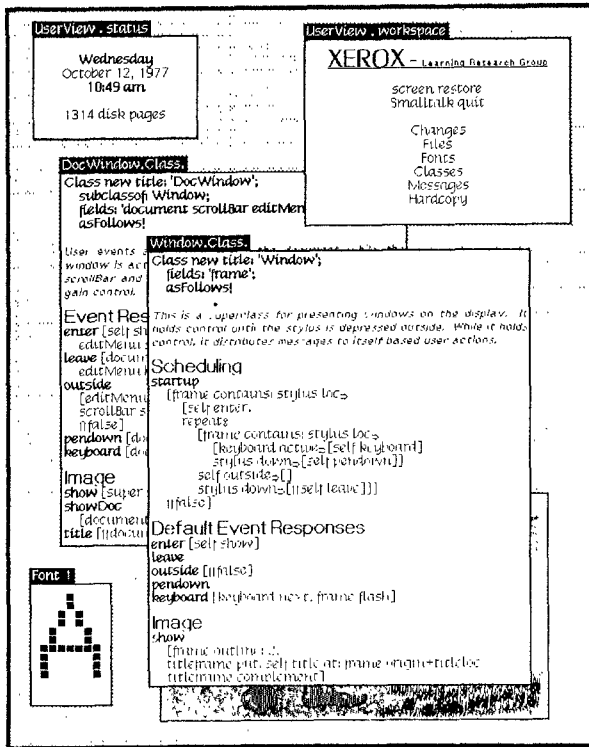 UserView . status
Wednesday
October 12, 1977
10:49 am
1314 disk pages
UserView . workspace
XEROX - Learning Research Group
screen restore
Smalltalk quit
Changes
Files
Fonts
Classes
Messages
Hardcopy
DocWindow.Class.
Class new title: 'DocWindow';
subclassof: Window;
fields: 'document scrollBar editMen
asFollows!
User events
window is act
scrollBar and
gain control.
Event Res
enter [self sh
editMenu
leave [docum
editMenu
outside
[editMenu
scrollBar s
⇑false]
pendown [do
keyboard [do
Image
show [super
showDoc
[document
title [⇑docum
Window.Class.
Class new title: 'Window';
fields: 'frame';
asFollows!
This is a superclass for presenting windows on the display. It
holds control until the stylus is depressed outside. While it holds
control, it distributes messages to itself based user actions.
Scheduling
startup
[frame contains: stylus loc⇒
[self enter.
repeat:
[frame contains: stylus loc⇒
[keyboard active⇒[self keyboard]
stylus down⇒[self pendown]]
self outside⇒[]
stylus down⇒[⇑self leave]]]
⇑false]
Default Event Responses
enter [self show]
leave
outside [⇑false]
pendown
keyboard [keyboard next. frame flash]
Image
show
[frame outline: 2.
titleframe put: self title at: frame origin+titleloc.
titleframe complement]
Font
A